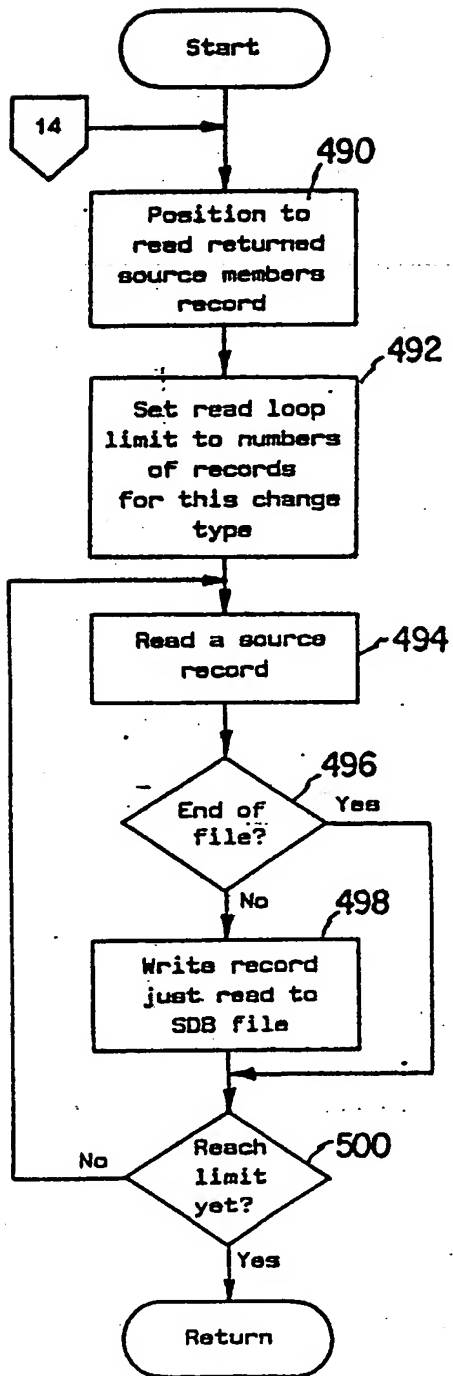 Start
14
490
Position to
read returned
source members
record
492
Set read loop
limit to numbers
of records
for this change
type
Read a source
record
494
496
End of
file?
Yes
No
498
Write record
just read to
SDB file
500
Reach
limit
yet?
No
Yes
Return